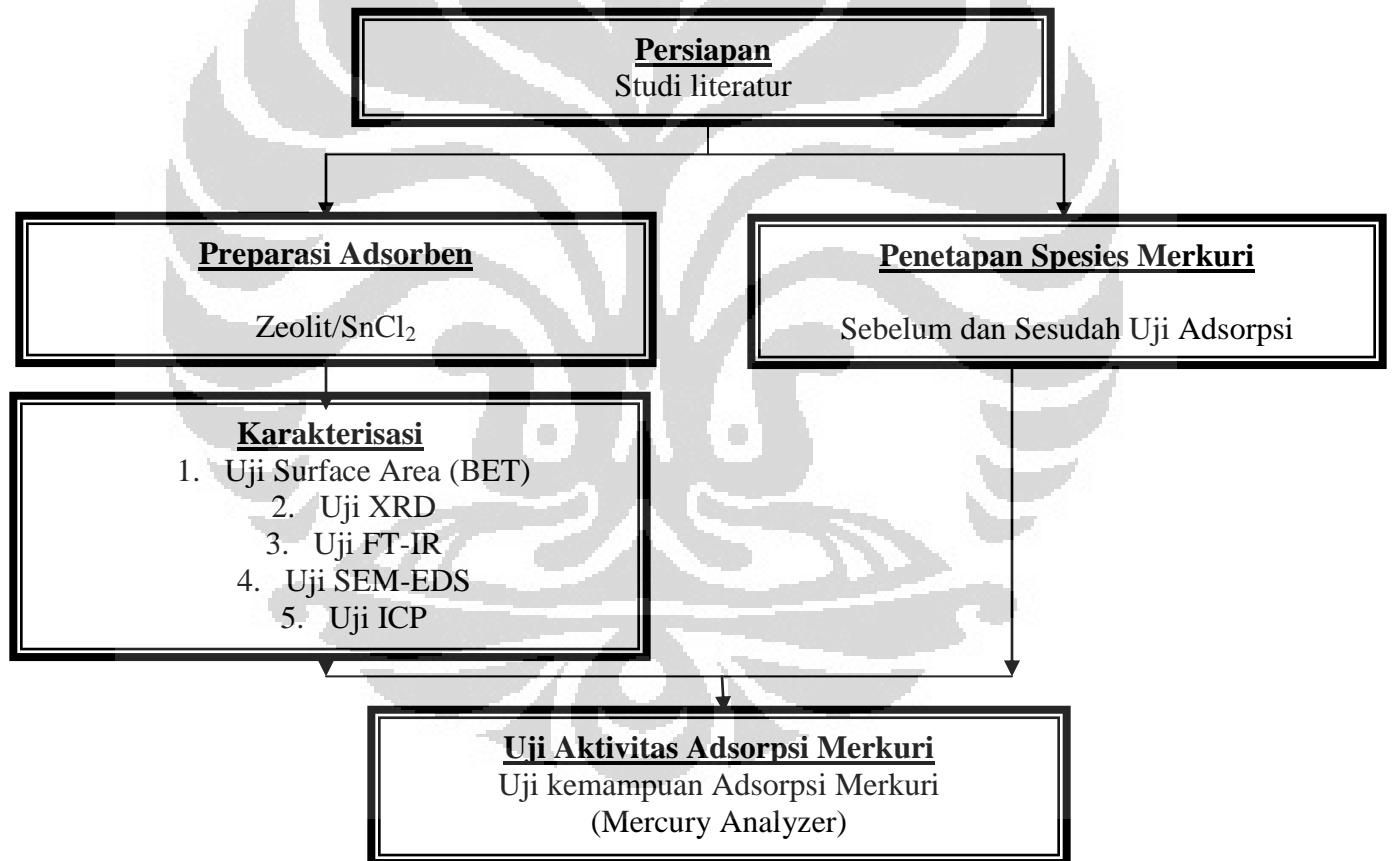 Persiapan
Studi literatur
Preparasi Adsorben
Zeolit/SnCl₂
Penetapan Spesies Merkuri
Sebelum dan Sesudah Uji Adsorpsi
Karakterisasi
1. Uji Surface Area (BET)
2. Uji XRD
3. Uji FT-IR
4. Uji SEM-EDS
5. Uji ICP
Uji Aktivitas Adsorpsi Merkuri
Uji kemampuan Adsorpsi Merkuri
(Mercury Analyzer)